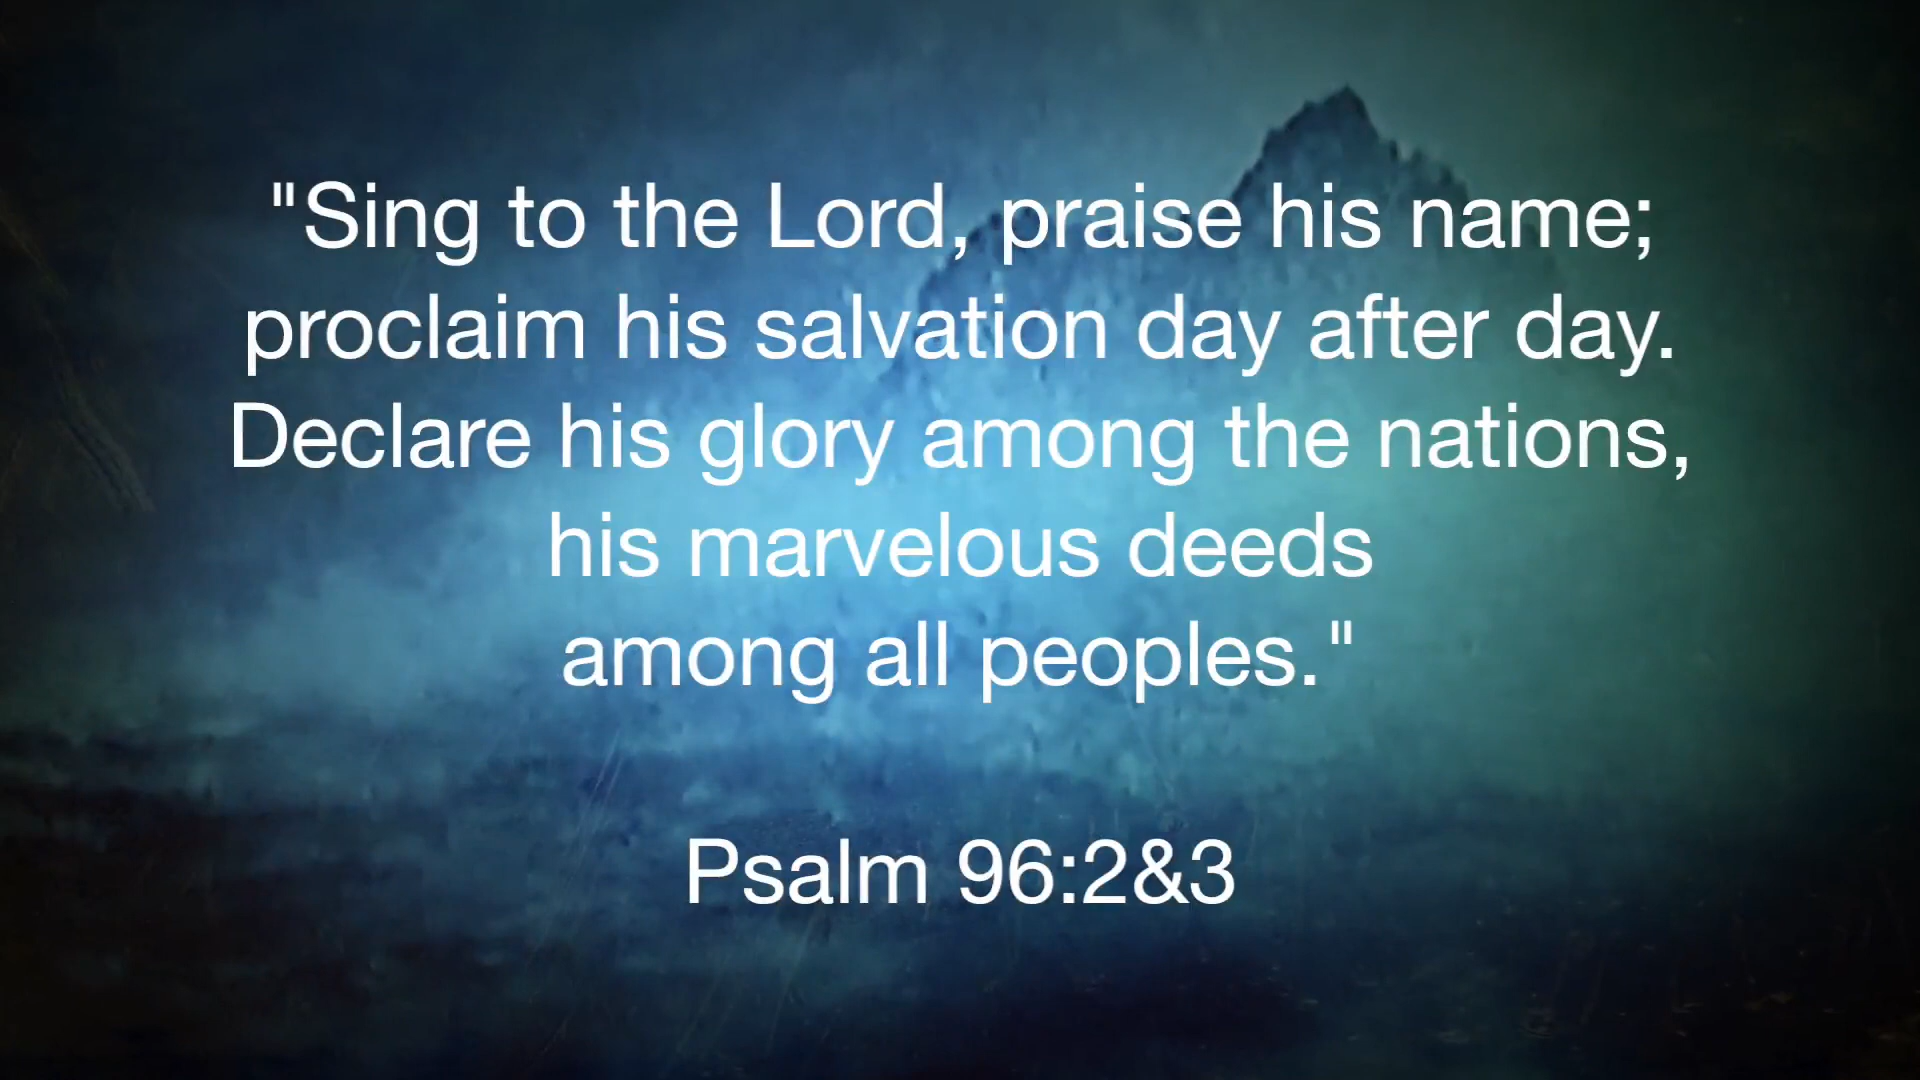 "Sing to the Lord, praise his name;
proclaim his salvation day after day.
Declare his glory among the nations,
his marvelous deeds
among all peoples."
Psalm 96:2&3